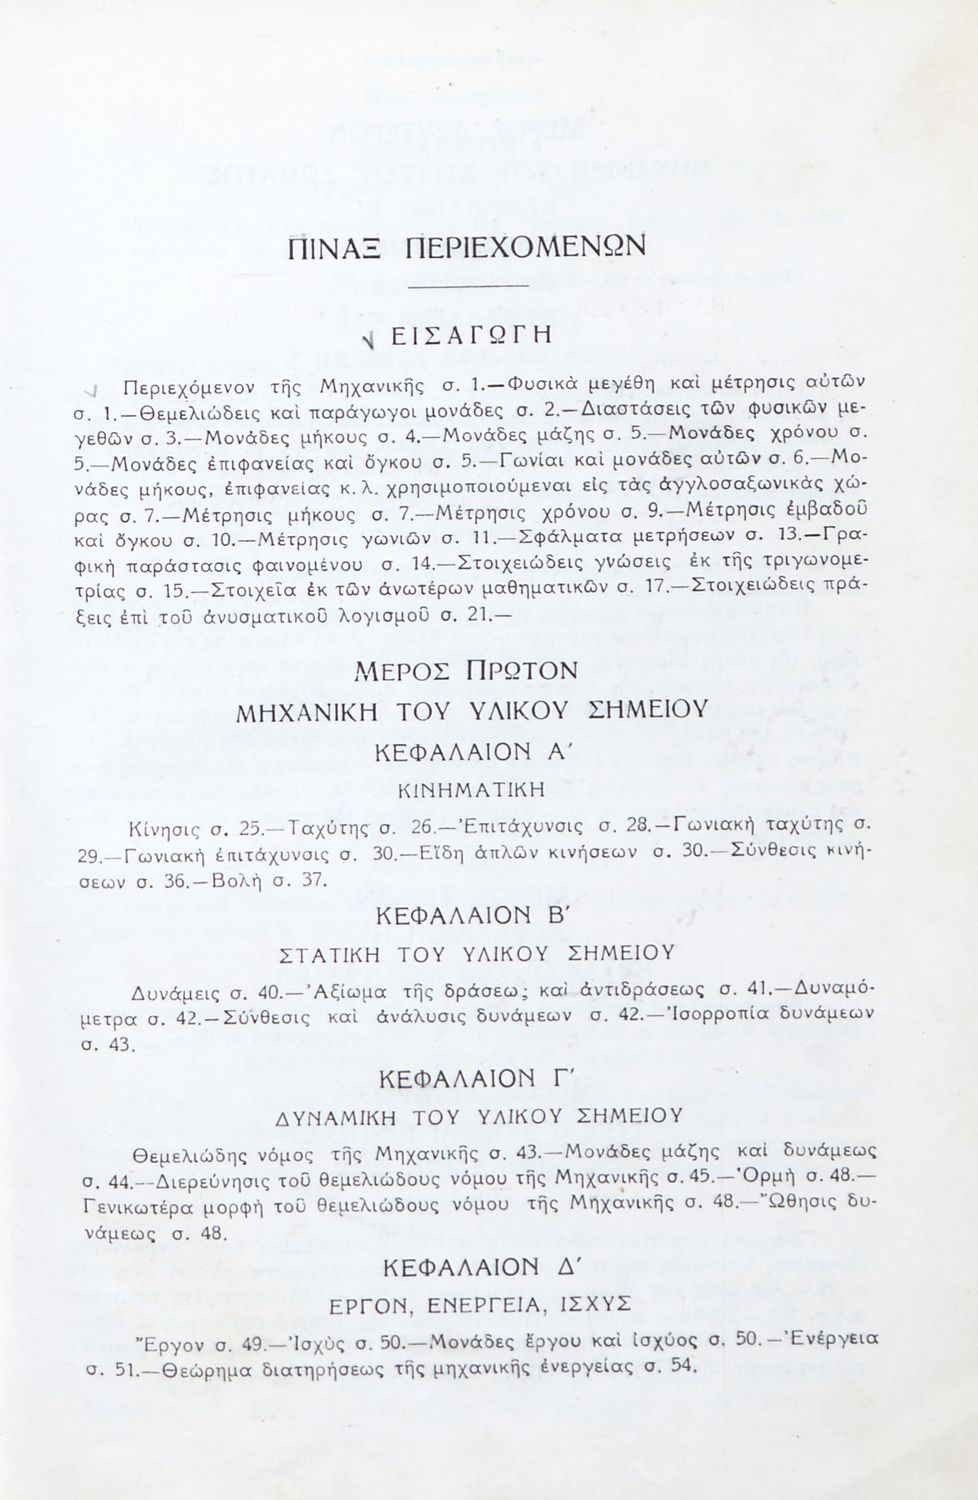 ΠΙΝΑΞ ΠΕΡΙΕΧΟΜΕΝΩΝ
ΕΙΣΑΓΩΓΗ
Περιεχόμενον τῆς Μηχανικῆς σ. 1.—Φυσικὰ μεγέθη καὶ μέτρησις αὐτῶν
σ. 1.—Θεμελιώδεις καὶ παράγωγοι μονάδες σ. 2.—Διαστάσεις τῶν φυσικῶν με-
γεθῶν σ. 3.—Μονάδες μήκους σ. 4.—Μονάδες μάζης σ. 5.—Μονάδες χρόνου σ.
5.—Μονάδες ἐπιφανείας καὶ ὄγκου σ. 5.—Γωνίαι καὶ μονάδες αὐτῶν σ. 6.—Μο-
νάδες μήκους, ἐπιφανείας κ. λ. χρησιμοποιούμεναι εἰς τὰς ἀγγλοσαξωνικὰς χώ-
ρας σ. 7.—Μέτρησις μήκους σ. 7.—Μέτρησις χρόνου σ. 9.—Μέτρησις ἐμβαδοῦ
καὶ ὄγκου σ. 10.—Μέτρησις γωνιῶν σ. 11.—Σφάλματα μετρήσεων σ. 13.—Γρα-
φικὴ παράστασις φαινομένου σ. 14.—Στοιχειώδεις γνώσεις ἐκ τῆς τριγωνομε-
τρίας σ. 15.—Στοιχεῖα ἐκ τῶν ἀνωτέρων μαθηματικῶν σ. 17.—Στοιχειώδεις πρά-
ξεις ἐπὶ τοῦ ἀνυσματικοῦ λογισμοῦ σ. 21.—
ΜΕΡΟΣ ΠΡΩΤΟΝ
ΜΗΧΑΝΙΚΗ ΤΟΥ ΥΛΙΚΟΥ ΣΗΜΕΙΟΥ
ΚΕΦΑΛΑΙΟΝ Α΄
ΚΙΝΗΜΑΤΙΚΗ
Κίνησις σ. 25.—Ταχύτης σ. 26.—Ἐπιτάχυνσις σ. 28.—Γωνιακὴ ταχύτης σ.
29.—Γωνιακὴ ἐπιτάχυνσις σ. 30.—Εἴδη ἁπλῶν κινήσεων σ. 30.—Σύνθεσις κινή-
σεων σ. 36.—Βολὴ σ. 37.
ΚΕΦΑΛΑΙΟΝ Β΄
ΣΤΑΤΙΚΗ ΤΟΥ ΥΛΙΚΟΥ ΣΗΜΕΙΟΥ
Δυνάμεις σ. 40.—Ἀξίωμα τῆς δράσεως καὶ ἀντιδράσεως σ. 41.—Δυναμό-
μετρα σ. 42.—Σύνθεσις καὶ ἀνάλυσις δυνάμεων σ. 42.—Ἰσορροπία δυνάμεων
σ. 43.
ΚΕΦΑΛΑΙΟΝ Γ΄
ΔΥΝΑΜΙΚΗ ΤΟΥ ΥΛΙΚΟΥ ΣΗΜΕΙΟΥ
Θεμελιώδης νόμος τῆς Μηχανικῆς σ. 43.—Μονάδες μάζης καὶ δυνάμεως
σ. 44.—Διερεύνησις τοῦ θεμελιώδους νόμου τῆς Μηχανικῆς σ. 45.—Ὁρμὴ σ. 48.—
Γενικωτέρα μορφὴ τοῦ θεμελιώδους νόμου τῆς Μηχανικῆς σ. 48.—Ὤθησις δυ-
νάμεως σ. 48.
ΚΕΦΑΛΑΙΟΝ Δ΄
ΕΡΓΟΝ, ΕΝΕΡΓΕΙΑ, ΙΣΧΥΣ
Ἔργον σ. 49.—Ἰσχὺς σ. 50.—Μονάδες ἔργου καὶ ἰσχύος σ. 50.—Ἐνέργεια
σ. 51.—Θεώρημα διατηρήσεως τῆς μηχανικῆς ἐνεργείας σ. 54.